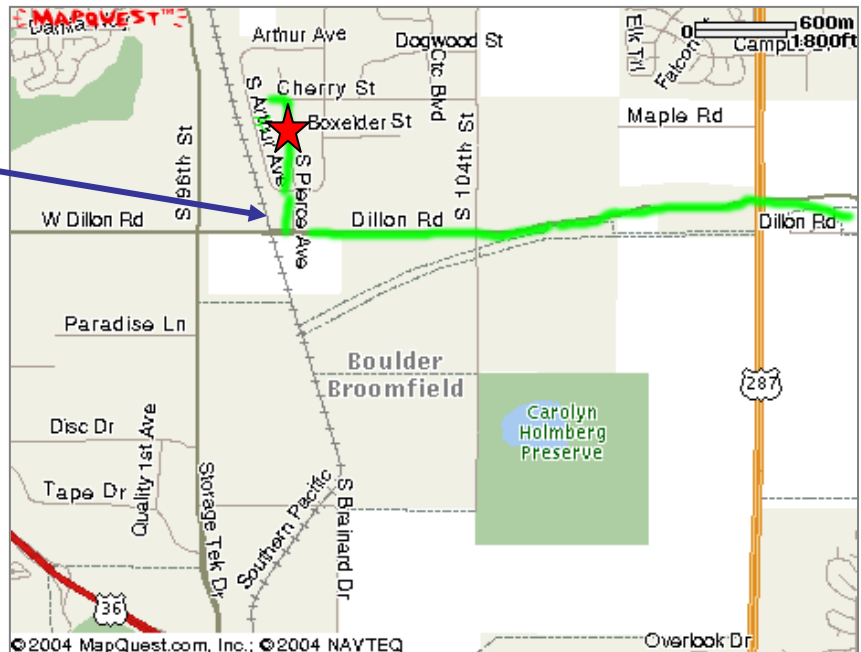 MAPQUEST™
Arthur Ave
Dogwood St
Elk Trl
Falcon
0 600m
1800ft
Ctc Blvd
S Arthur Ave
Cherry St
Boxelder St
Maple Rd
S 96th St
S 104th St
S Pierce Ave
W Dillon Rd
Dillon Rd
Dillon Rd
Paradise Ln
Boulder
Broomfield
287
Carolyn
Holmberg
Preserve
Disc Dr
Quality 1st Ave
Tape Dr
Storage Tek Dr
Southern Pacific
S Brainard Dr
36
Overlook Dr
©2004 MapQuest.com, Inc.; ©2004 NAVTEQ